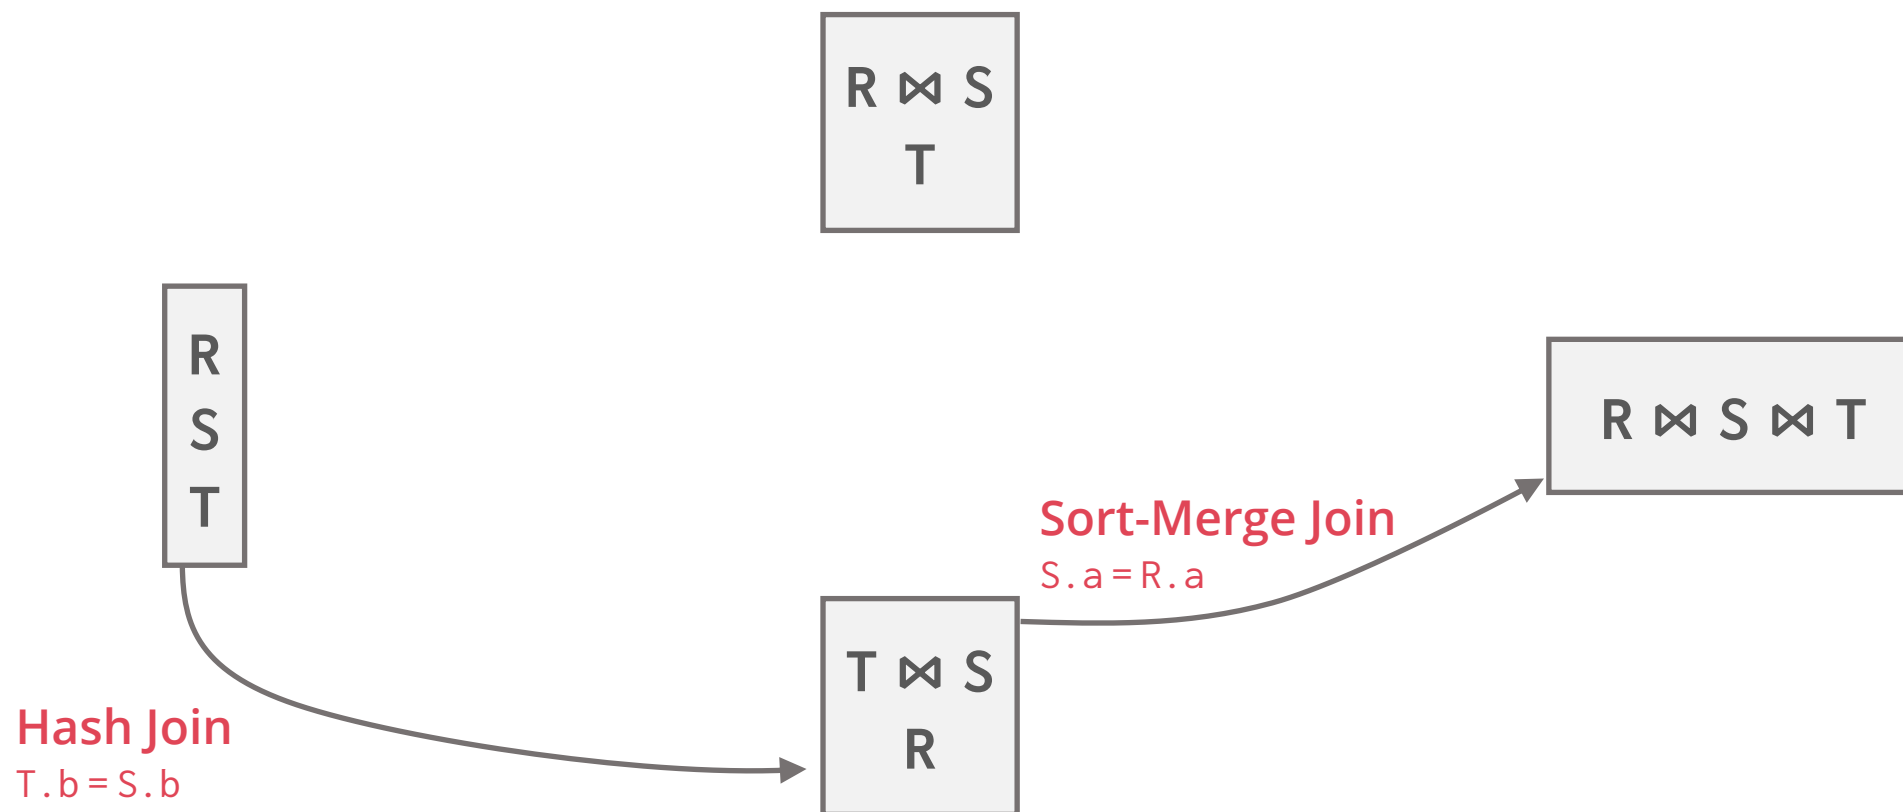 R ⋈ S
T
R
S
T
R ⋈ S ⋈ T
Sort-Merge Join
S.a=R.a
T ⋈ S
R
Hash Join
T.b=S.b